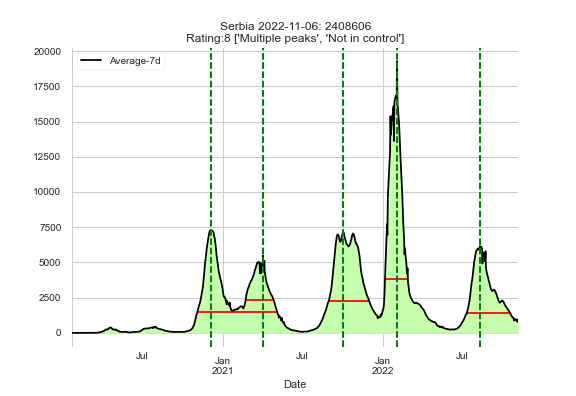 Serbia 2022-11-06: 2408606
Rating:8 ['Multiple peaks', 'Not in control']
20000
Average-7d
17500
15000
12500
10000
7500
5000
2500
0
Jul
Jan
2021
Jul
Jan
2022
Jul
Date